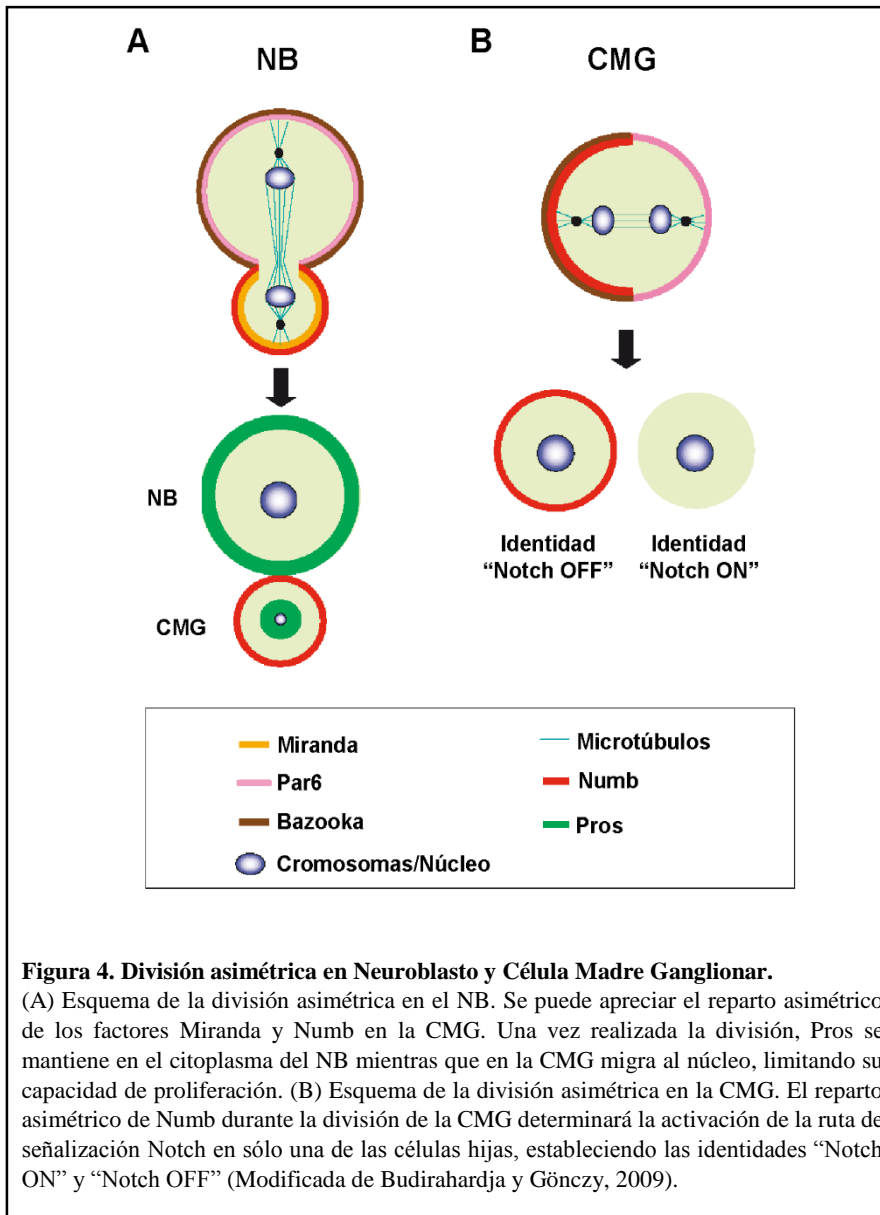 A
B
NB
CMG
NB
CMG
Identidad
“Notch OFF”
Identidad
“Notch ON”
Miranda
Par6
Bazooka
Cromosomas/Núcleo
Microtúbulos
Numb
Pros
Figura 4. División asimétrica en Neuroblasto y Célula Madre Ganglionar.
(A) Esquema de la división asimétrica en el NB. Se puede apreciar el reparto asimétrico
de los factores Miranda y Numb en la CMG. Una vez realizada la división, Pros se
mantiene en el citoplasma del NB mientras que en la CMG migra al núcleo, limitando su
capacidad de proliferación. (B) Esquema de la división asimétrica en la CMG. El reparto
asimétrico de Numb durante la división de la CMG determinará la activación de la ruta de
señalización Notch en sólo una de las células hijas, estableciendo las identidades “Notch
ON” y “Notch OFF” (Modificada de Budirahardja y Gönczy, 2009).